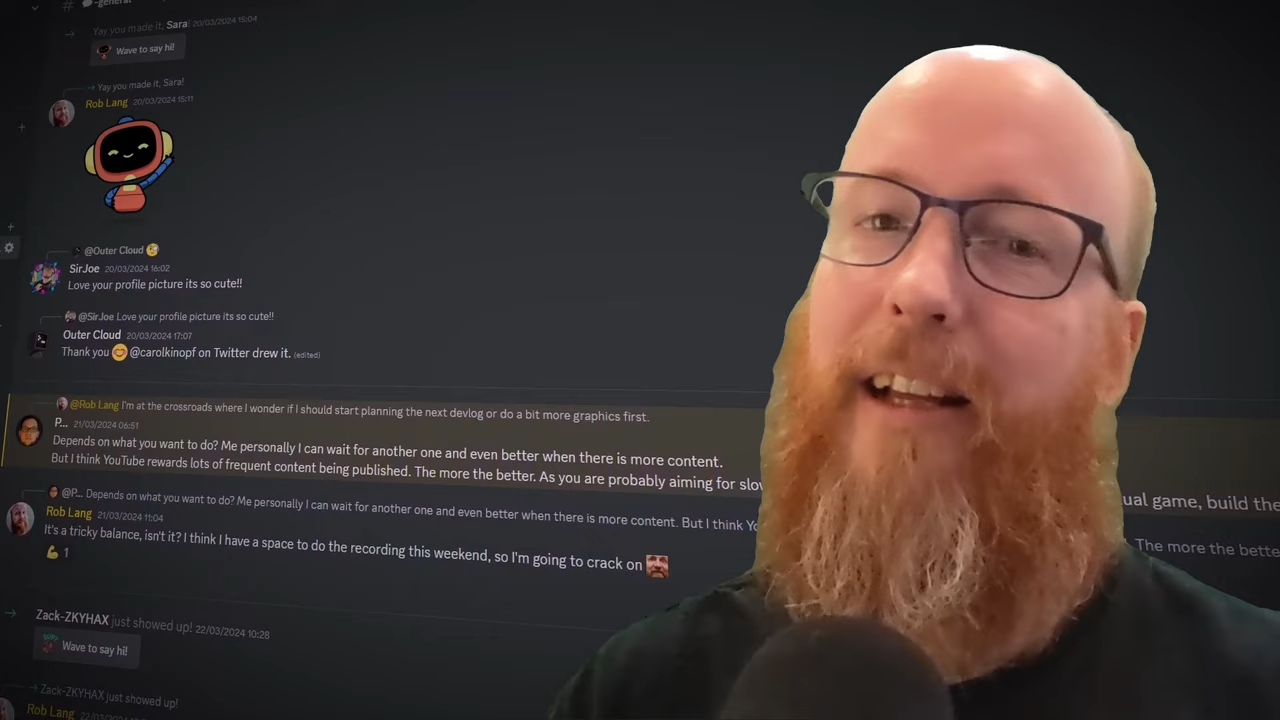 -general
Yay you made it, Sara! 20/03/2024 15:04
Wave to say hi!
Yay you made it, Sara!
Rob Lang 20/03/2024 15:11
@Outer Cloud
SirJoe 20/03/2024 16:02
Love your profile picture its so cute!!
@SirJoe Love your profile picture its so cute!!
Outer Cloud 20/03/2024 17:07
Thank you @carolkinopf on Twitter drew it. (edited)
@Rob Lang I'm at the crossroads where I wonder if I should start planning the next devlog or do a bit more graphics first.
P... 21/03/2024 06:51
Depends on what you want to do? Me personally I can wait for another one and even better when there is more content.
But I think YouTube rewards lots of frequent content being published. The more the better. As you are probably aiming for slow
ual game, build the
@P... Depends on what you want to do? Me personally I can wait for another one and even better when there is more content. But I think Yo
The more the bette
Rob Lang 21/03/2024 11:04
It's a tricky balance, isn't it? I think I have a space to do the recording this weekend, so I'm going to crack on
1
Zack-ZKYHAX just showed up! 22/03/2024 10:28
Wave to say hi!
Zack-ZKYHAX just showed up!
Rob Lang 22/03/2024